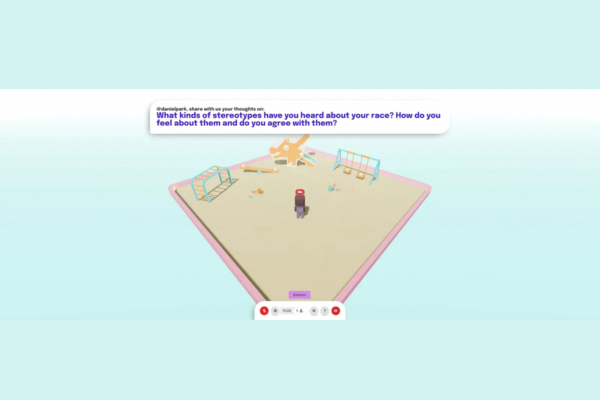 @danielpark, share with us your thoughts on:
What kinds of stereotypes have you heard about your race? How do you
feel about them and do you agree with them?